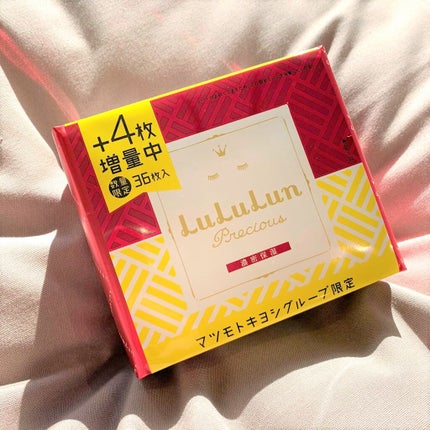 +4枚
増量中
数量
限定
36枚入
LuLuLun
Precious
濃密保湿
マツモトキヨシグループ限定